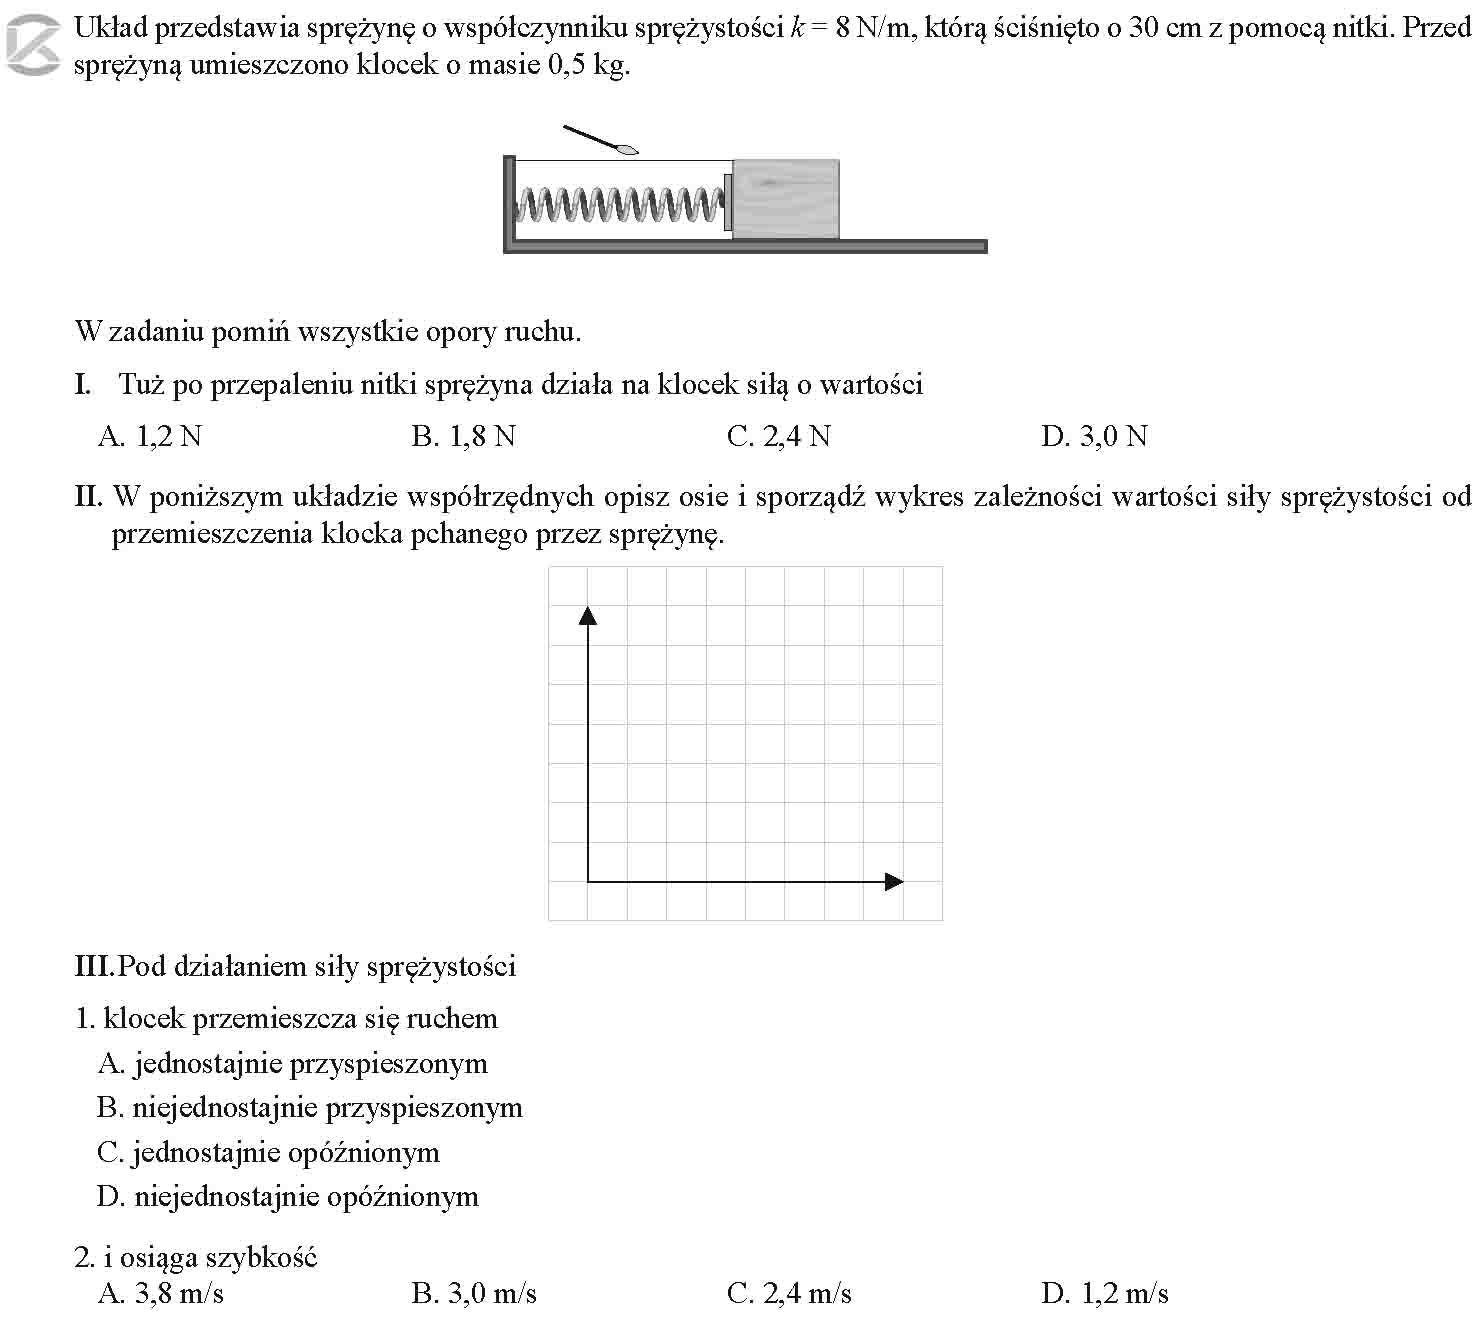 Układ przedstawia sprężynę o współczynniku sprężystości k = 8 N/m, którą ściśnięto o 30 cm z pomocą nitki. Przed
sprężyną umieszczono klocek o masie 0,5 kg.
W zadaniu pomiń wszystkie opory ruchu.
I. Tuż po przepaleniu nitki sprężyna działa na klocek siłą o wartości
A. 1,2 N B. 1,8 N C. 2,4 N D. 3,0 N
II. W poniższym układzie współrzędnych opisz osie i sporządź wykres zależności wartości siły sprężystości od
przemieszczenia klocka pchanego przez sprężynę.
III. Pod działaniem siły sprężystości
1. klocek przemieszcza się ruchem
A. jednostajnie przyspieszonym
B. niejednostajnie przyspieszonym
C. jednostajnie opóźnionym
D. niejednostajnie opóźnionym
2. i osiąga szybkość
A. 3,8 m/s B. 3,0 m/s C. 2,4 m/s D. 1,2 m/s